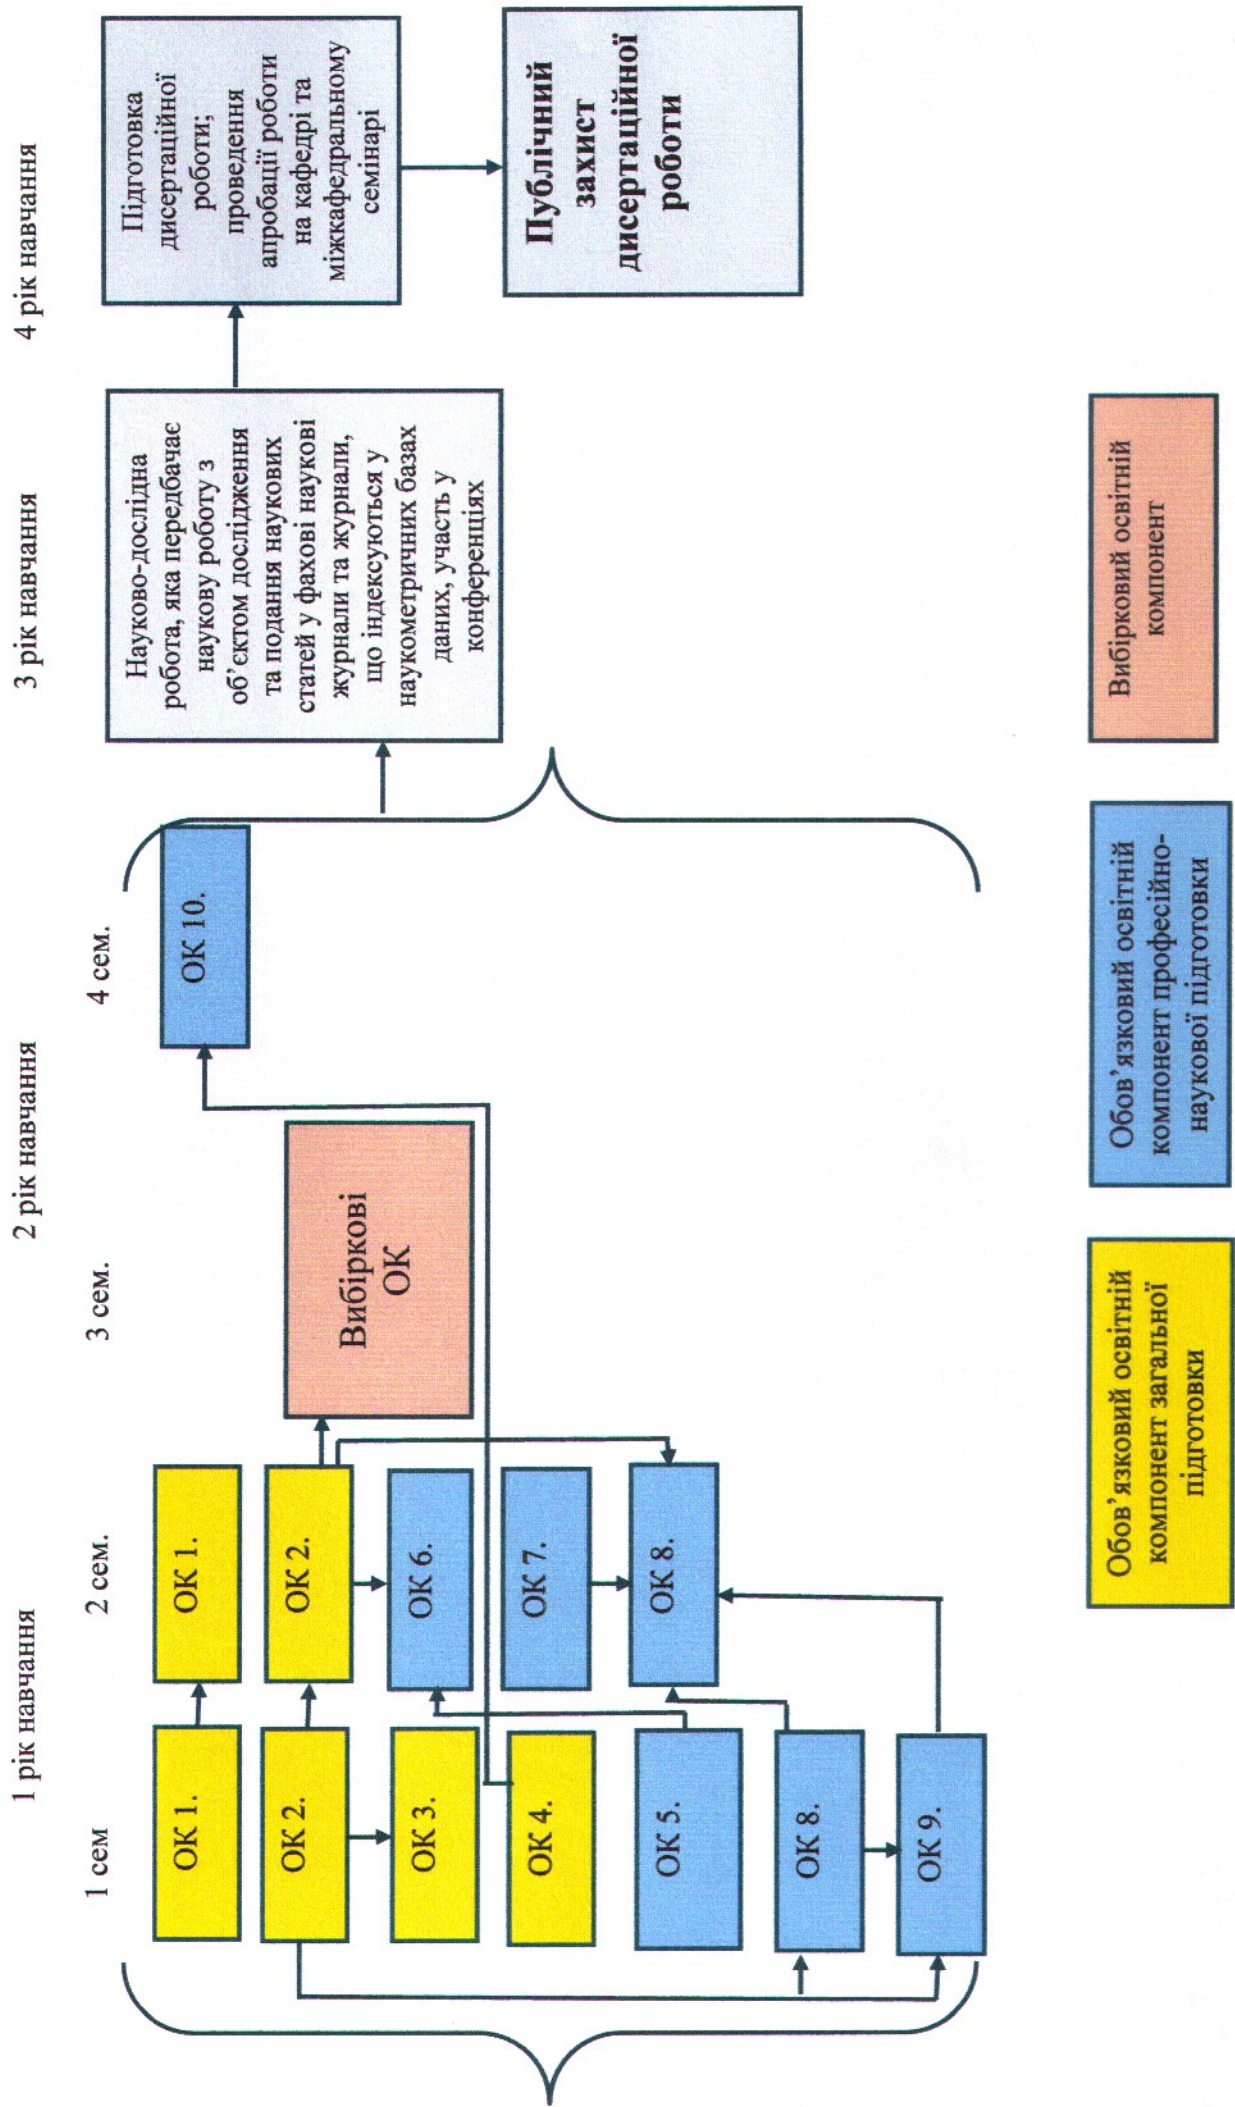 1 рік навчання
2 рік навчання
3 рік навчання
4 рік навчання
1 сем
2 сем.
3 сем.
4 сем.
ОК 1.
ОК 2.
ОК 3.
ОК 4.
ОК 5.
ОК 8.
ОК 9.
ОК 1.
ОК 2.
ОК 6.
ОК 7.
ОК 8.
Вибіркові
ОК
ОК 10.
Науково-дослідна
робота, яка передбачає
наукову роботу з
об’єктом дослідження
та подання наукових
статей у фахові наукові
журнали та журнали,
що індексуються у
наукометричних базах
даних, участь у
конференціях
Підготовка
дисертаційної
роботи;
проведення
апробації роботи
на кафедрі та
міжкафедральному
семінарі
Публічний
захист
дисертаційної
роботи
Обов’язковий освітній
компонент загальної
підготовки
Обов’язковий освітній
компонент професійно-
наукової підготовки
Вибірковий освітній
компонент